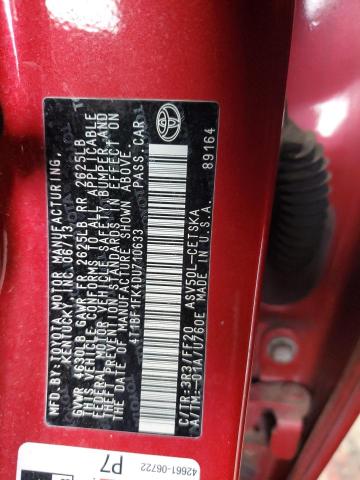 MFD. BY: TOYOTA MOTOR MANUFACTURING,
KENTUCKY, INC. 06/13
GVWR 4630LB GAWR FR 2625LB RR 2625LB
THIS VEHICLE CONFORMS TO ALL APPLICABLE
FEDERAL MOTOR VEHICLE SAFETY, BUMPER, AND
THEFT PREVENTION STANDARDS IN EFFECT ON
THE DATE OF MANUFACTURE SHOWN ABOVE.
4T1BF1FK4DU710633 PASS.CAR
C/TR:3R3/FF20 ASV50L-CETSKA
A/TM:-01A/U760E MADE IN U.S.A.
89164
42661-06722
P7